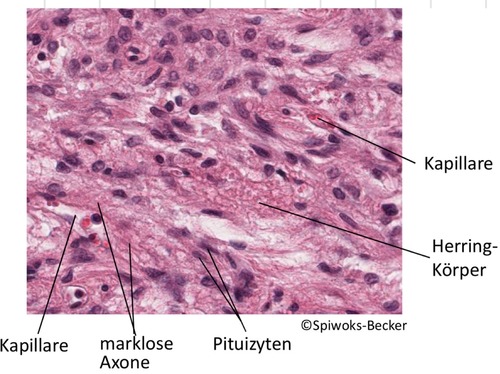 Kapillare
Herring-
Körper
©Spiwoks-Becker
Kapillare
marklose
Axone
Pituizyten